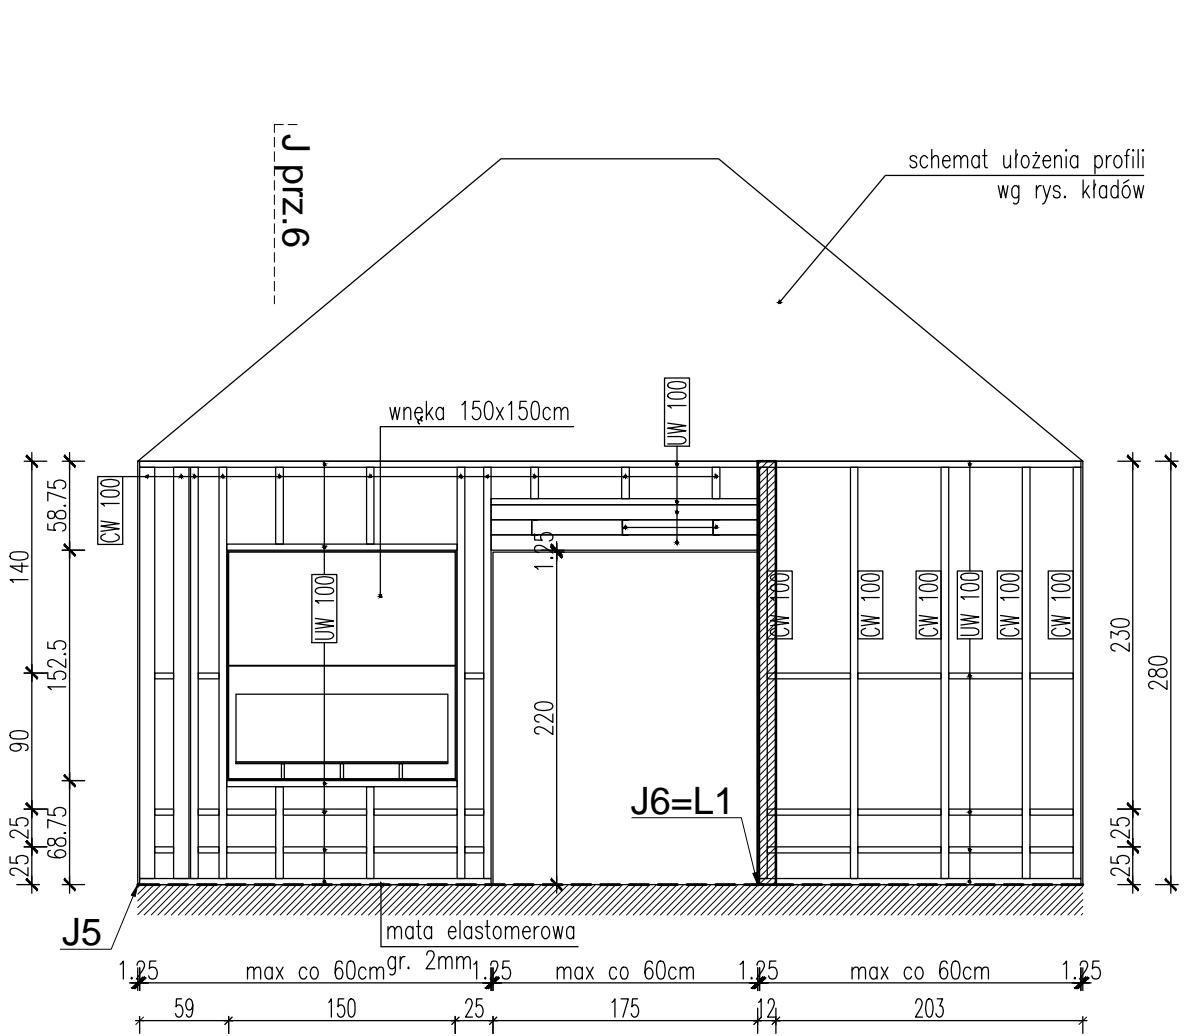 J prz.6
schemat ułożenia profili
wg rys. kładów
wnęka 150x150cm
UW 100
CW 100
58.75
140
1.25
UW 100
CW 100
CW 100
CW 100
UW 100
CW 100
CW 100
152.5
230
280
90
220
J6=L1
25
68.75
25
25
25
J5
mata elastomerowa
gr. 2mm
1.25
max co 60cm
1.25
max co 60cm
1.25
max co 60cm
1.25
59
150
25
175
12
203